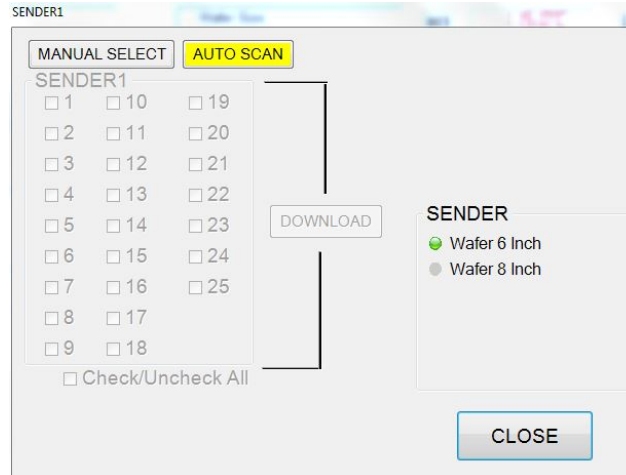 SENDER1
MANUAL SELECT AUTO SCAN
SENDER1
1 10 19
2 11 20
3 12 21
4 13 22
5 14 23
6 15 24
7 16 25
8 17
9 18
Check/Uncheck All
DOWNLOAD
SENDER
Wafer 6 Inch
Wafer 8 Inch
CLOSE